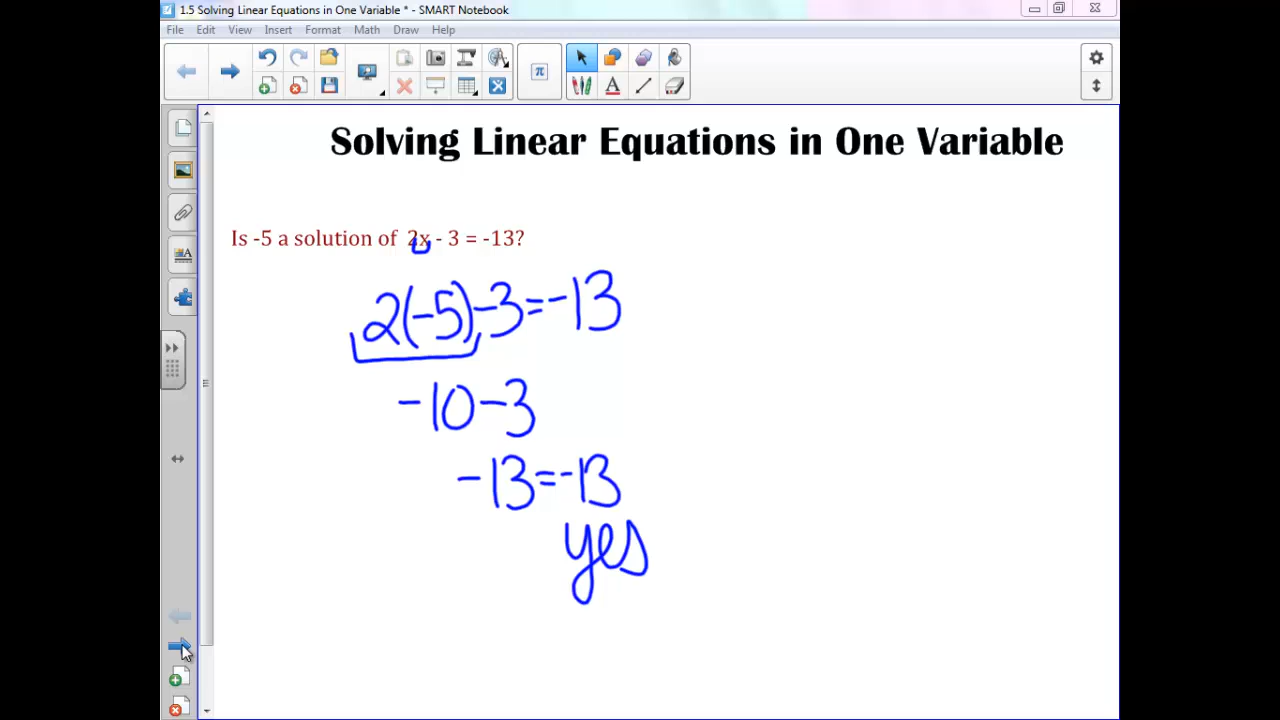 1.5 Solving Linear Equations in One Variable * - SMART Notebook
File Edit View Insert Format Math Draw Help
π
A
A
Solving Linear Equations in One Variable
Is -5 a solution of 2x - 3 = -13?
2(-5)-3=-13
-10-3
-13=-13
yes